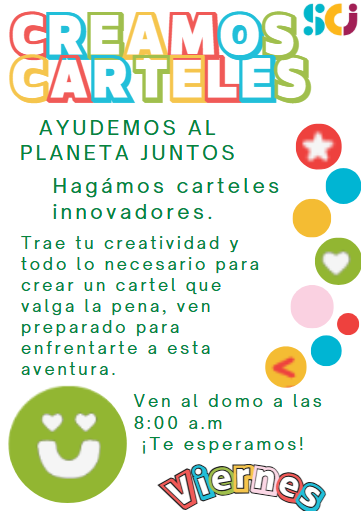 CREAMOS
CARTELES
SCJ
AYUDEMOS AL
PLANETA JUNTOS
Hagámos carteles
innovadores.
Trae tu creatividad y
todo lo necesario para
crear un cartel que
valga la pena, ven
preparado para
enfrentarte a esta
aventura.
Ven al domo a las
8:00 a.m
¡Te esperamos!
Viernes